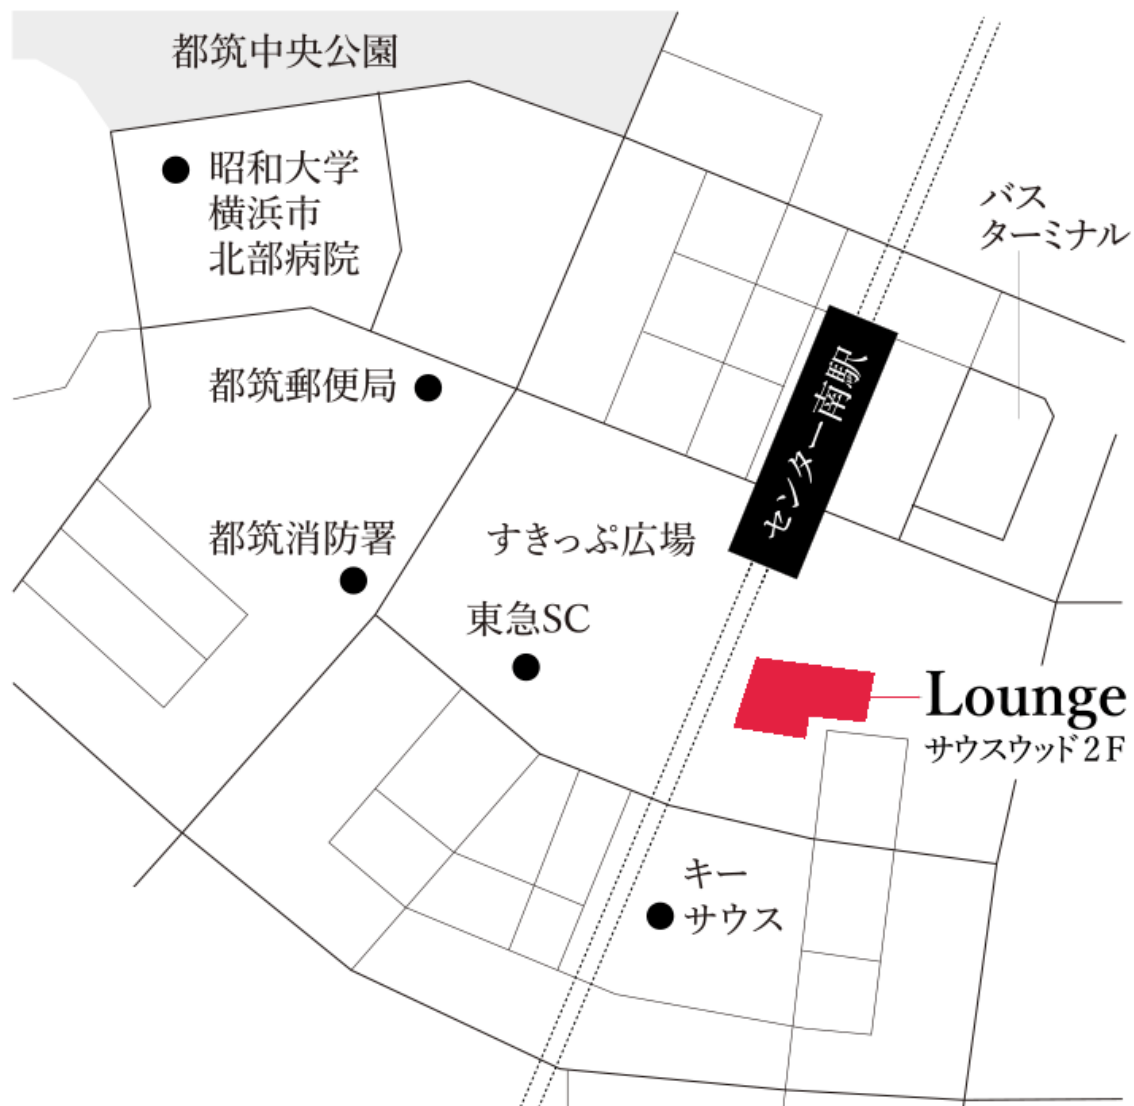 都筑中央公園
昭和大学
横浜市
北部病院
バス
ターミナル
センター南駅
都筑郵便局
都筑消防署
すきっぷ広場
東急SC
Lounge
サウスウッド2F
キー
サウス